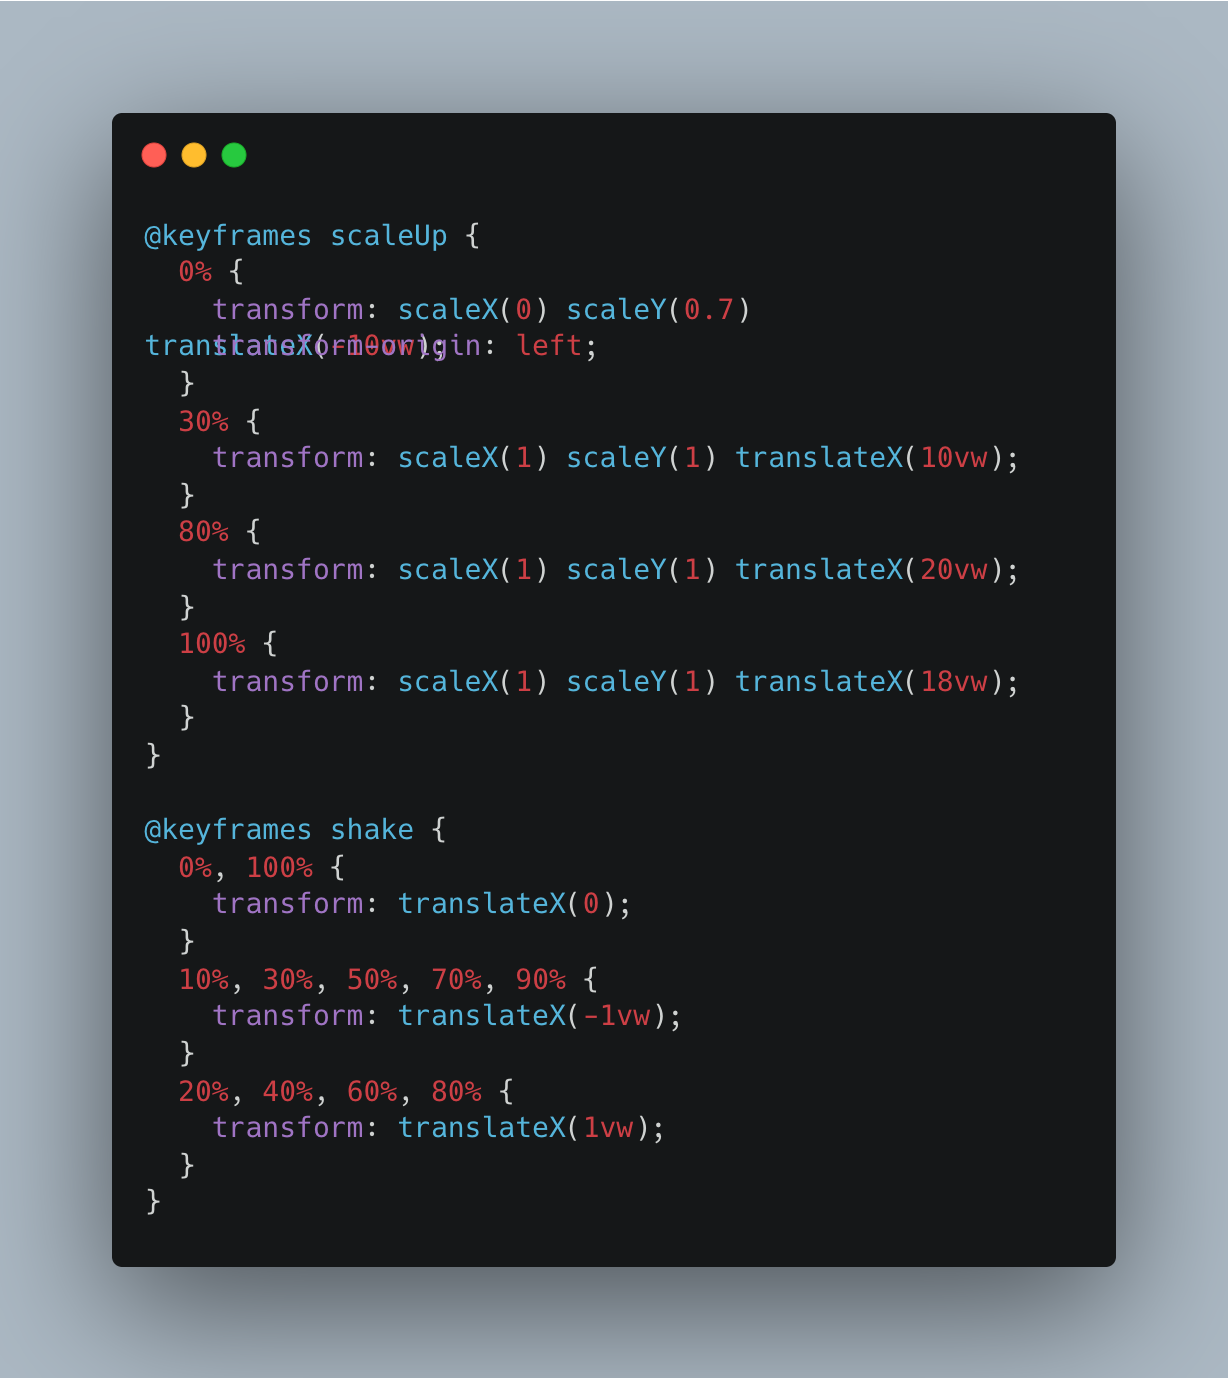 @keyframes scaleUp {
  0% {
    transform: scaleX(0) scaleY(0.7)
translateX(-10vw);
    transform-origin: left;
  }
  30% {
    transform: scaleX(1) scaleY(1) translateX(10vw);
  }
  80% {
    transform: scaleX(1) scaleY(1) translateX(20vw);
  }
  100% {
    transform: scaleX(1) scaleY(1) translateX(18vw);
  }
}

@keyframes shake {
  0%, 100% {
    transform: translateX(0);
  }
  10%, 30%, 50%, 70%, 90% {
    transform: translateX(-1vw);
  }
  20%, 40%, 60%, 80% {
    transform: translateX(1vw);
  }
}